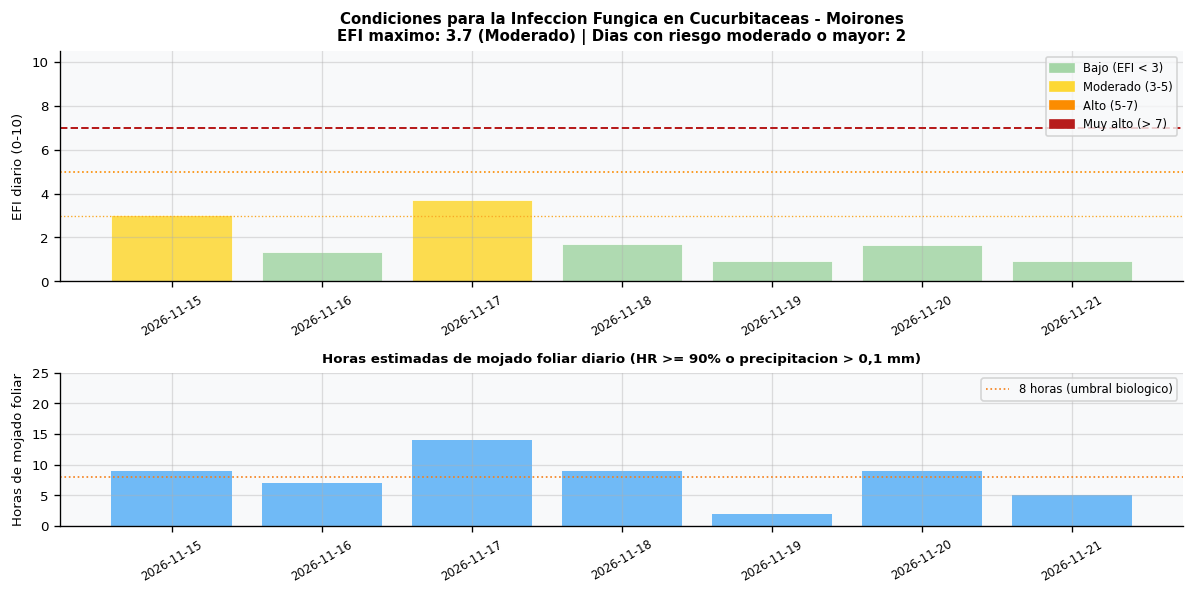 Condiciones para la Infeccion Fungica en Cucurbitaceas - Moirones
EFI maximo: 3.7 (Moderado) | Dias con riesgo moderado o mayor: 2
EFI diario (0-10)
10
8
6
4
2
0
Bajo (EFI < 3)
Moderado (3-5)
Alto (5-7)
Muy alto (> 7)
2026-11-15
2026-11-16
2026-11-17
2026-11-18
2026-11-19
2026-11-20
2026-11-21
Horas estimadas de mojado foliar diario (HR >= 90% o precipitacion > 0,1 mm)
Horas de mojado foliar
25
20
15
10
5
0
8 horas (umbral biologico)
2026-11-15
2026-11-16
2026-11-17
2026-11-18
2026-11-19
2026-11-20
2026-11-21